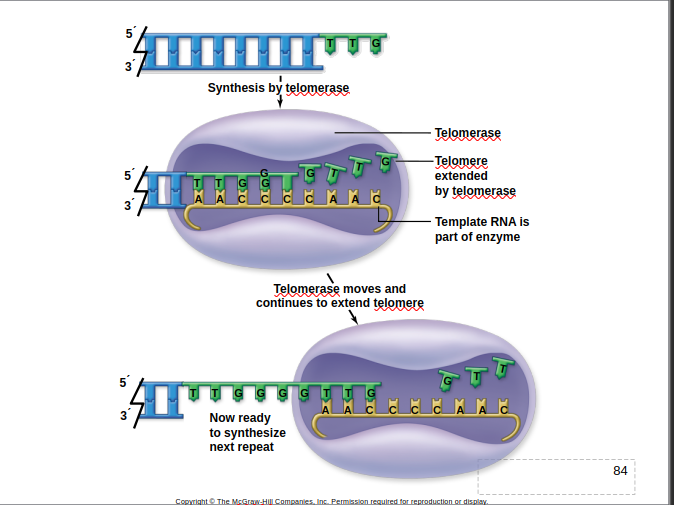 5´ T T G
3´
Synthesis by telomerase
Telomerase
Telomere
extended
by telomerase
G
5´ T T G G G T T G
3´ A A C C C C A A C
Template RNA is
part of enzyme
Telomerase moves and
continues to extend telomere
G T T
5´ T T G G G G T T G
3´ A A C C C C A A C
Now ready
to synthesize
next repeat
84
Copyright © The McGraw-Hill Companies, Inc. Permission required for reproduction or display.